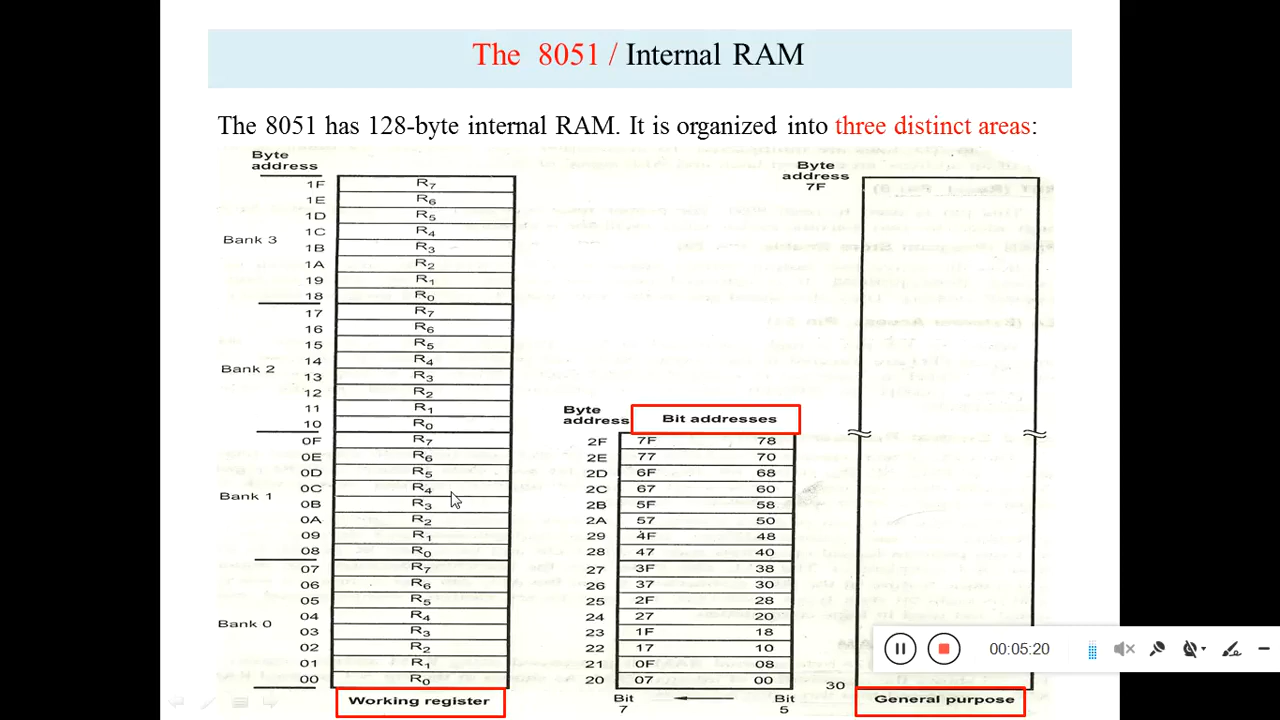 The 8051 / Internal RAM
The 8051 has 128-byte internal RAM. It is organized into three distinct areas:
Byte
address
1F R7
1E R6
1D R5
1C R4
Bank 3
1B R3
1A R2
19 R1
18 R0
17 R7
16 R6
15 R5
14 R4
Bank 2
13 R3
12 R2
11 R1
10 R0
0F R7
0E R6
0D R5
0C R4
Bank 1
0B R3
0A R2
09 R1
08 R0
07 R7
06 R6
05 R5
04 R4
Bank 0
03 R3
02 R2
01 R1
00 R0
Working register
Byte
address
Bit addresses
2F 7F 78
2E 77 70
2D 6F 68
2C 67 60
2B 5F 58
2A 57 50
29 4F 48
28 47 40
27 3F 38
26 37 30
25 2F 28
24 27 20
23 1F 18
22 17 10
21 0F 08
20 07 00
Bit
7
Bit
5
Byte
address
7F
30
General purpose
00:05:20